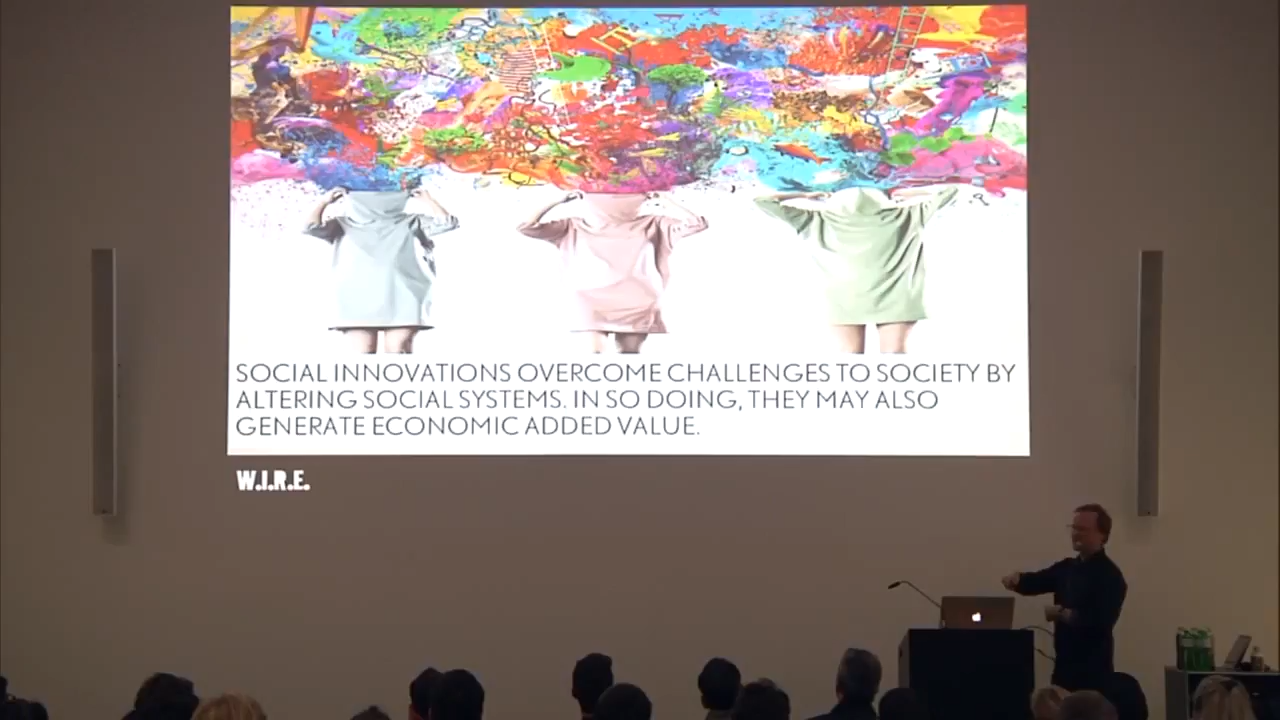 SOCIAL INNOVATIONS OVERCOME CHALLENGES TO SOCIETY BY
ALTERING SOCIAL SYSTEMS. IN SO DOING, THEY MAY ALSO
GENERATE ECONOMIC ADDED VALUE.
W.I.R.E.